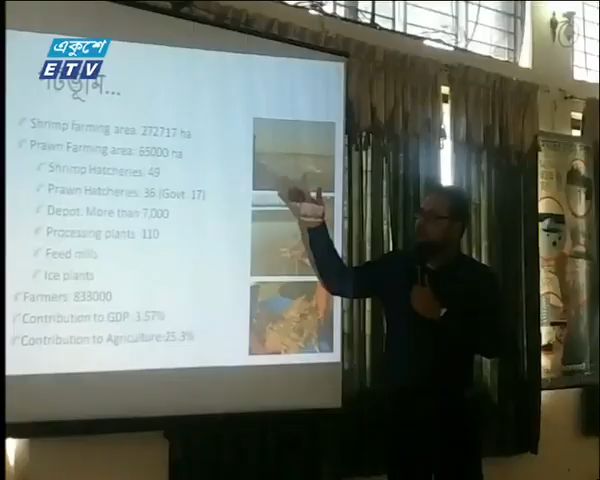 একুশে
ETV
Shrimp Farming area: 272717 ha
Prawn Farming area: 65000 ha
Shrimp Hatcheries: 49
Prawn Hatcheries: 36 (Govt. 17)
Depot: More than 7,000
Processing plants: 110
Feed mills
Ice plants
Farmers: 833000
Contribution to GDP: 3.57%
Contribution to Agriculture:25.3%